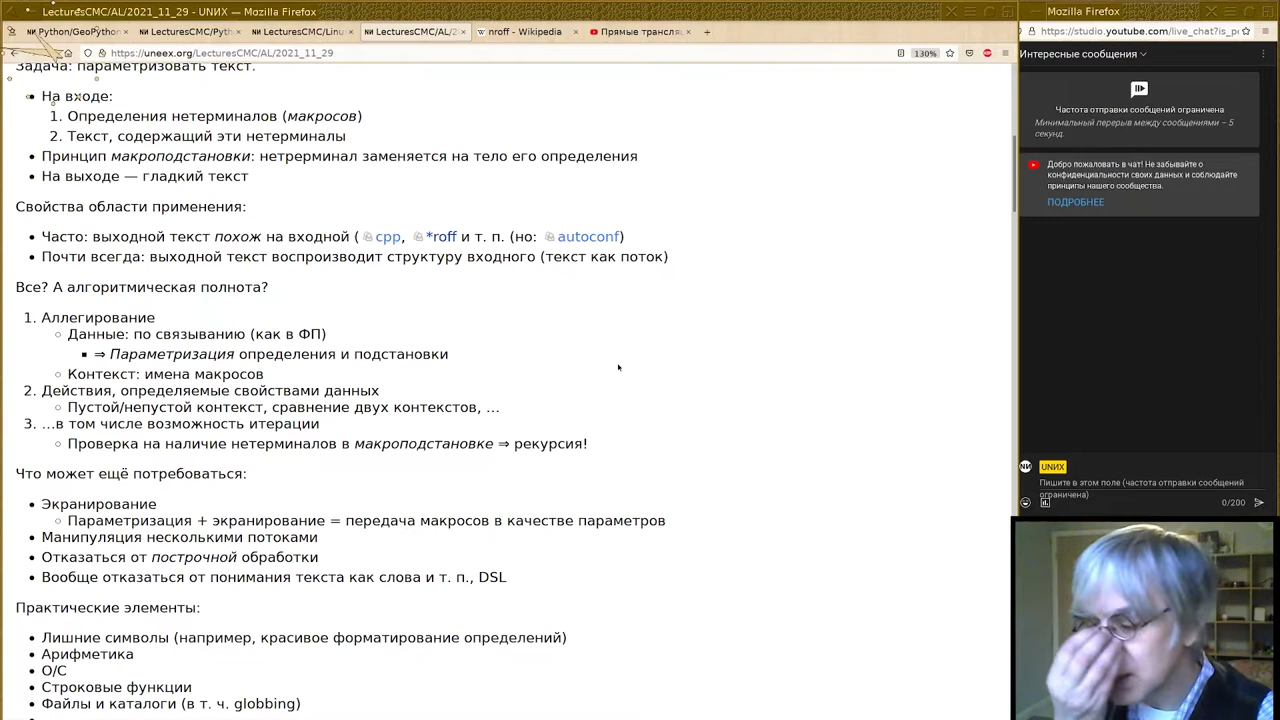 LecturesCMC/AL/2021_11_29 - UNИX — Mozilla Firefox
Mozilla Firefox
Python/GeoPython
LecturesCMC/Pyth
LecturesCMC/Linu
LecturesCMC/AL/2
nroff - Wikipedia
Прямые трансляц
https://uneex.org/LecturesCMC/AL/2021_11_29
130%
https://studio.youtube.com/live_chat?is_p
Задача: параметризовать текст.
На входе:
1. Определения нетерминалов (макросов)
2. Текст, содержащий эти нетерминалы
Принцип макроподстановки: нетрерминал заменяется на тело его определения
На выходе — гладкий текст
Свойства области применения:
Часто: выходной текст похож на входной ( cpp, *roff и т. п. (но: autoconf)
Почти всегда: выходной текст воспроизводит структуру входного (текст как поток)
Все? А алгоритмическая полнота?
1. Аллегирование
Данные: по связыванию (как в ФП)
⇒ Параметризация определения и подстановки
Контекст: имена макросов
2. Действия, определяемые свойствами данных
Пустой/непустой контекст, сравнение двух контекстов, …
3. …в том числе возможность итерации
Проверка на наличие нетерминалов в макроподстановке ⇒ рекурсия!
Что может ещё потребоваться:
Экранирование
Параметризация + экранирование = передача макросов в качестве параметров
Манипуляция несколькими потоками
Отказаться от построчной обработки
Вообще отказаться от понимания текста как слова и т. п., DSL
Практические элементы:
Лишние символы (например, красивое форматирование определений)
Арифметика
О/С
Строковые функции
Файлы и каталоги (в т. ч. globbing)
Интересные сообщения
Частота отправки сообщений ограничена
Минимальный перерыв между сообщениями – 5
секунд.
Добро пожаловать в чат! Не забывайте о
конфиденциальности своих данных и соблюдайте
принципы нашего сообщества.
ПОДРОБНЕЕ
UNИX
Пишите в этом поле (частота отправки сообщений
ограничена)
0/200